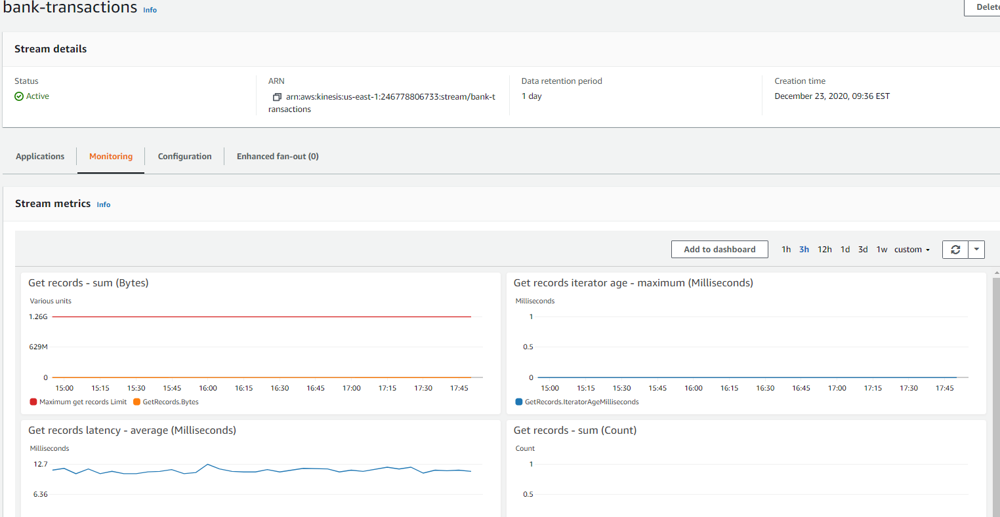 bank-transactions Info
Delete
Stream details
Status
Active
ARN
arn:aws:kinesis:us-east-1:246778806733:stream/bank-t
ransactions
Data retention period
1 day
Creation time
December 23, 2020, 09:36 EST
Applications Monitoring Configuration Enhanced fan-out (0)
Stream metrics Info
Add to dashboard 1h 3h 12h 1d 3d 1w custom
Get records - sum (Bytes)
Various units
1.26G
629M
0
15:00 15:15 15:30 15:45 16:00 16:15 16:30 16:45 17:00 17:15 17:30 17:45
Maximum get records Limit GetRecords.Bytes
Get records iterator age - maximum (Milliseconds)
Milliseconds
1
0.5
0
15:00 15:15 15:30 15:45 16:00 16:15 16:30 16:45 17:00 17:15 17:30 17:45
GetRecords.IteratorAgeMilliseconds
Get records latency - average (Milliseconds)
Milliseconds
12.7
6.36
Get records - sum (Count)
Count
1
0.5